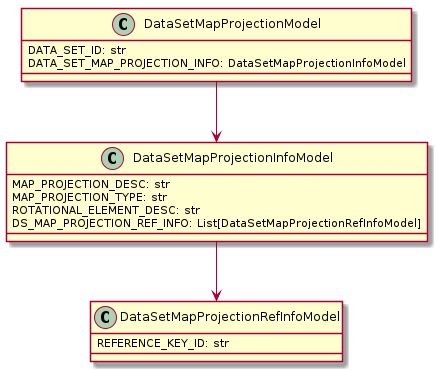 C DataSetMapProjectionModel
DATA_SET_ID: str
DATA_SET_MAP_PROJECTION_INFO: DataSetMapProjectionInfoModel
C DataSetMapProjectionInfoModel
MAP_PROJECTION_DESC: str
MAP_PROJECTION_TYPE: str
ROTATIONAL_ELEMENT_DESC: str
DS_MAP_PROJECTION_REF_INFO: List[DataSetMapProjectionRefInfoModel]
C DataSetMapProjectionRefInfoModel
REFERENCE_KEY_ID: str